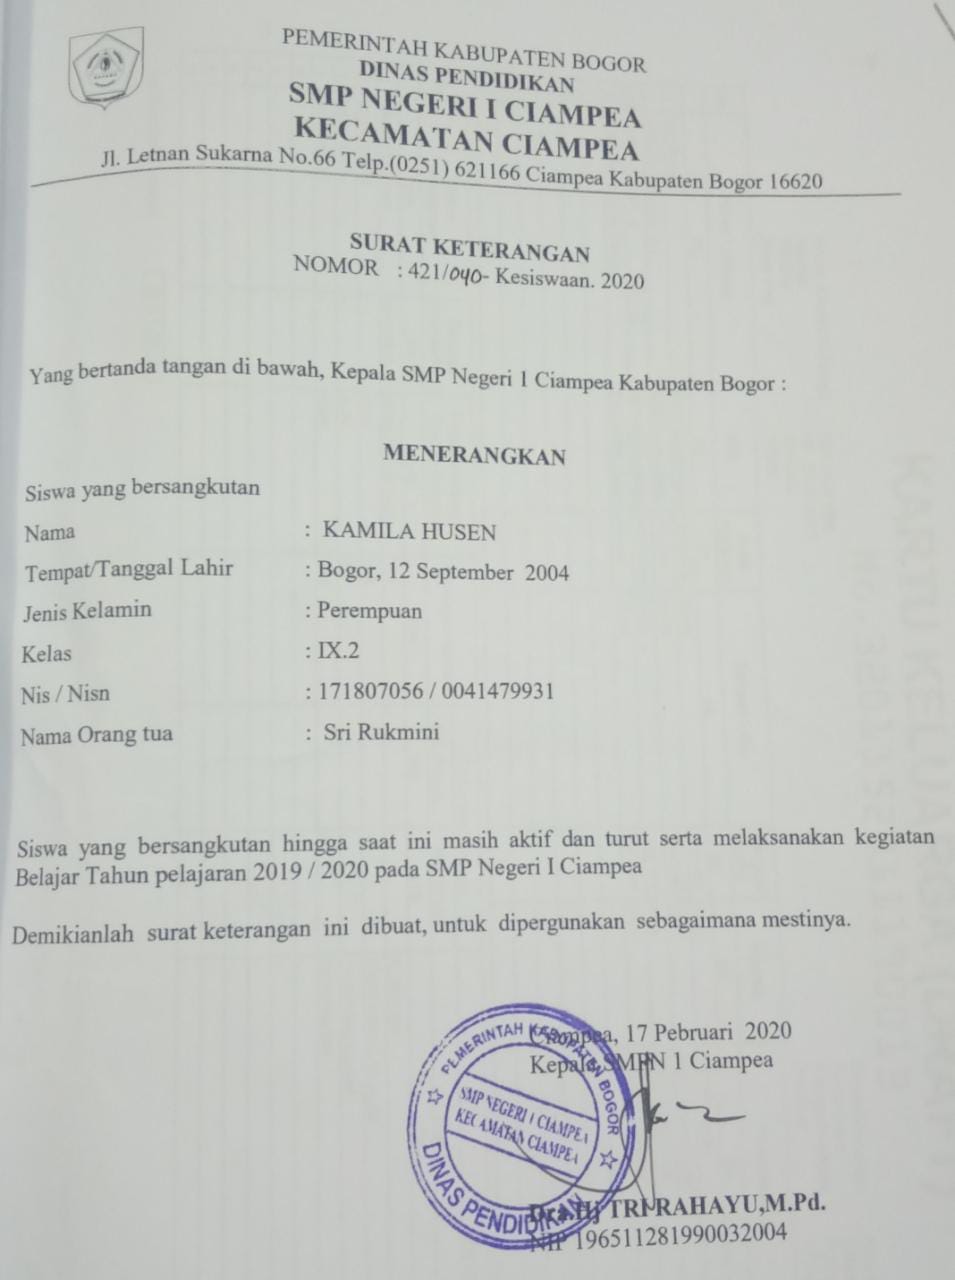 PEMERINTAH KABUPATEN BOGOR
DINAS PENDIDIKAN
SMP NEGERI I CIAMPEA
KECAMATAN CIAMPEA
Jl. Letnan Sukarna No.66 Telp.(0251) 621166 Ciampea Kabupaten Bogor 16620
SURAT KETERANGAN
NOMOR : 421/040- Kesiswaan. 2020
Yang bertanda tangan di bawah, Kepala SMP Negeri 1 Ciampea Kabupaten Bogor :
MENERANGKAN
Siswa yang bersangkutan
Nama : KAMILA HUSEN
Tempat/Tanggal Lahir : Bogor, 12 September 2004
Jenis Kelamin : Perempuan
Kelas : IX.2
Nis / Nisn : 171807056 / 0041479931
Nama Orang tua : Sri Rukmini
Siswa yang bersangkutan hingga saat ini masih aktif dan turut serta melaksanakan kegiatan
Belajar Tahun pelajaran 2019 / 2020 pada SMP Negeri I Ciampea
Demikianlah surat keterangan ini dibuat, untuk dipergunakan sebagaimana mestinya.
Ciampea, 17 Pebruari 2020
Kepala SMPN 1 Ciampea
PEMERINTAH KABUPATEN BOGOR
SMP NEGERI 1 CIAMPEA
KECAMATAN CIAMPEA
DINAS PENDIDIKAN
Dra.Hj TRI RAHAYU,M.Pd.
NIP 196511281990032004